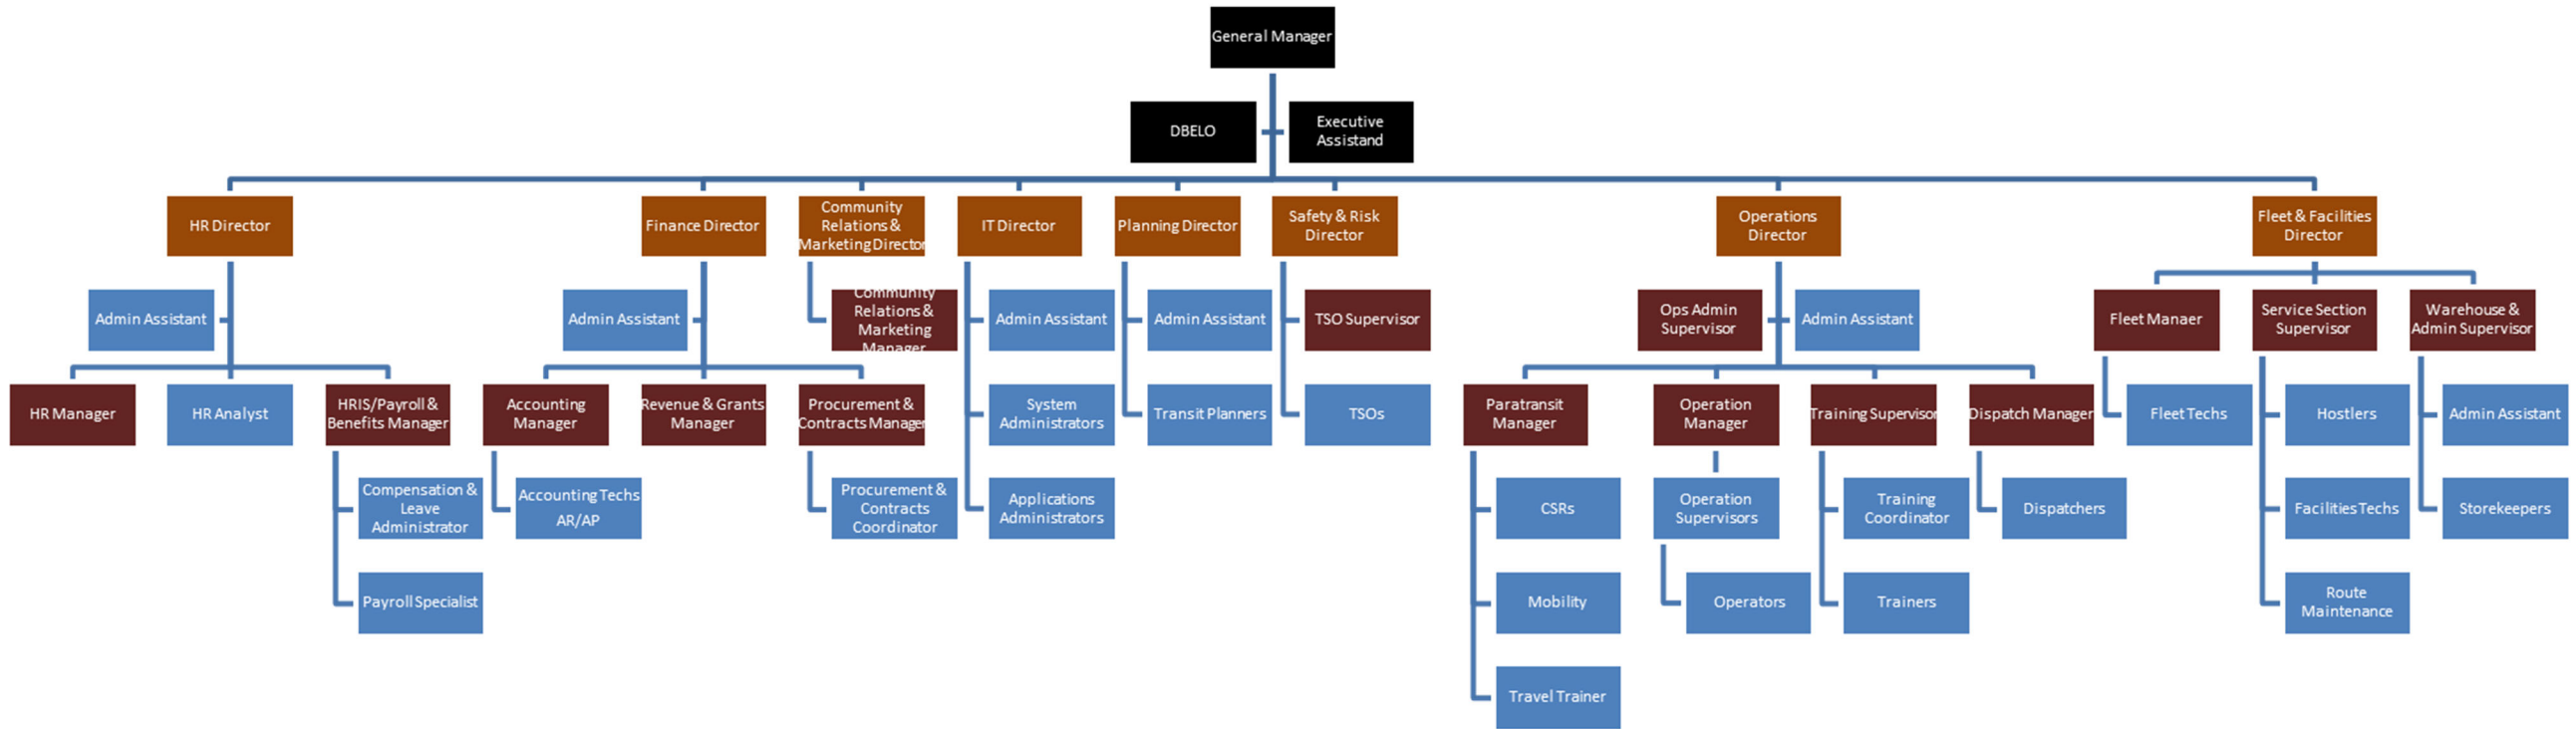 General Manager
DBELO
Executive
Assistand
HR Director
Finance Director
Community
Relations &
Marketing Director
IT Director
Planning Director
Safety & Risk
Director
Operations
Director
Fleet & Facilities
Director
Admin Assistant
Admin Assistant
Community
Relations &
Marketing
Manager
Admin Assistant
Admin Assistant
TSO Supervisor
Ops Admin
Supervisor
Admin Assistant
Fleet Manaer
Service Section
Supervisor
Warehouse &
Admin Supervisor
HR Manager
HR Analyst
HRIS/Payroll &
Benefits Manager
Accounting
Manager
Revenue & Grants
Manager
Procurement &
Contracts Manager
System
Administrators
Transit Planners
TSOs
Paratransit
Manager
Operation
Manager
Training Supervisor
Dispatch Manager
Fleet Techs
Hostlers
Admin Assistant
Compensation &
Leave
Administrator
Accounting Techs
AR/AP
Procurement &
Contracts
Coordinator
Applications
Administrators
CSRs
Operation
Supervisors
Training
Coordinator
Dispatchers
Facilities Techs
Storekeepers
Payroll Specialist
Mobility
Operators
Trainers
Route
Maintenance
Travel Trainer